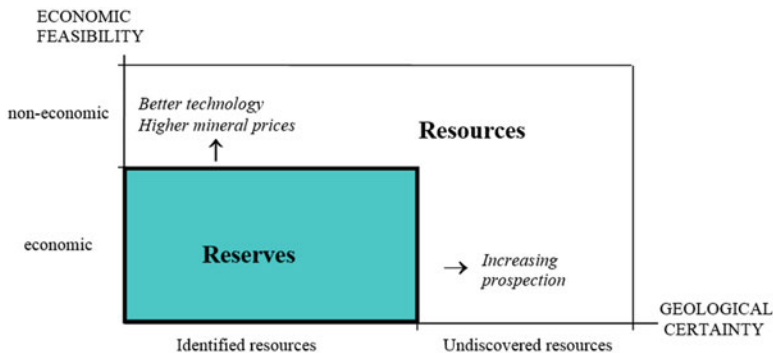 ECONOMIC
FEASIBILITY
non-economic
Better technology
Higher mineral prices
Resources
economic
Reserves
Increasing
prospection
GEOLOGICAL
CERTAINTY
Identified resources
Undiscovered resources